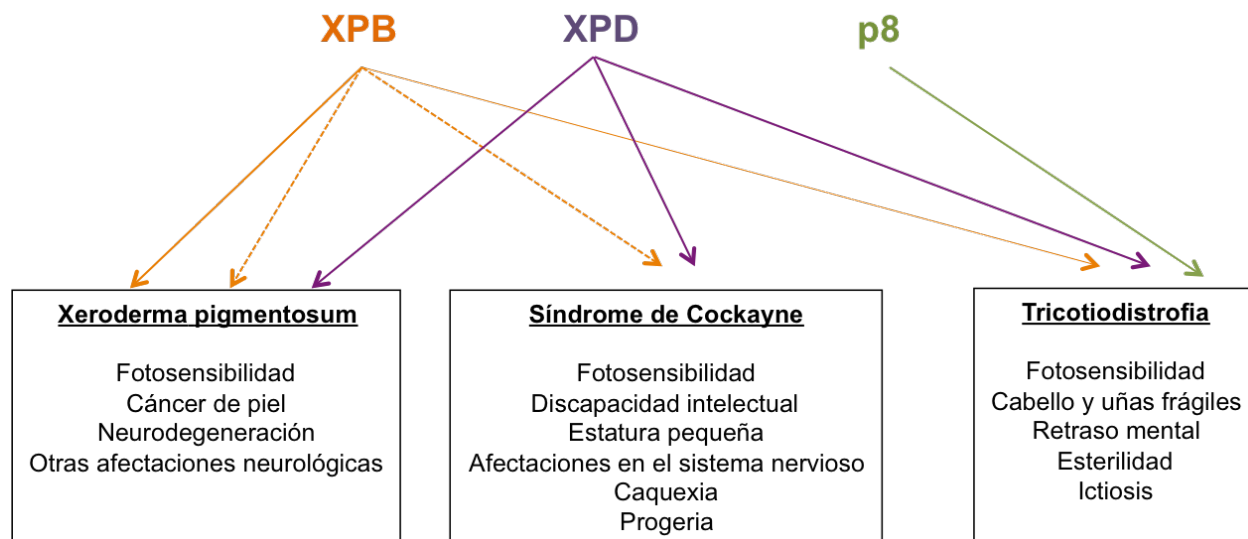 XPB
XPD
p8
Xeroderma pigmentosum
Fotosensibilidad
Cáncer de piel
Neurodegeneración
Otras afectaciones neurológicas
Síndrome de Cockayne
Fotosensibilidad
Discapacidad intelectual
Estatura pequeña
Afectaciones en el sistema nervioso
Caquexia
Progeria
Tricotiodistrofia
Fotosensibilidad
Cabello y uñas frágiles
Retraso mental
Esterilidad
Ictiosis